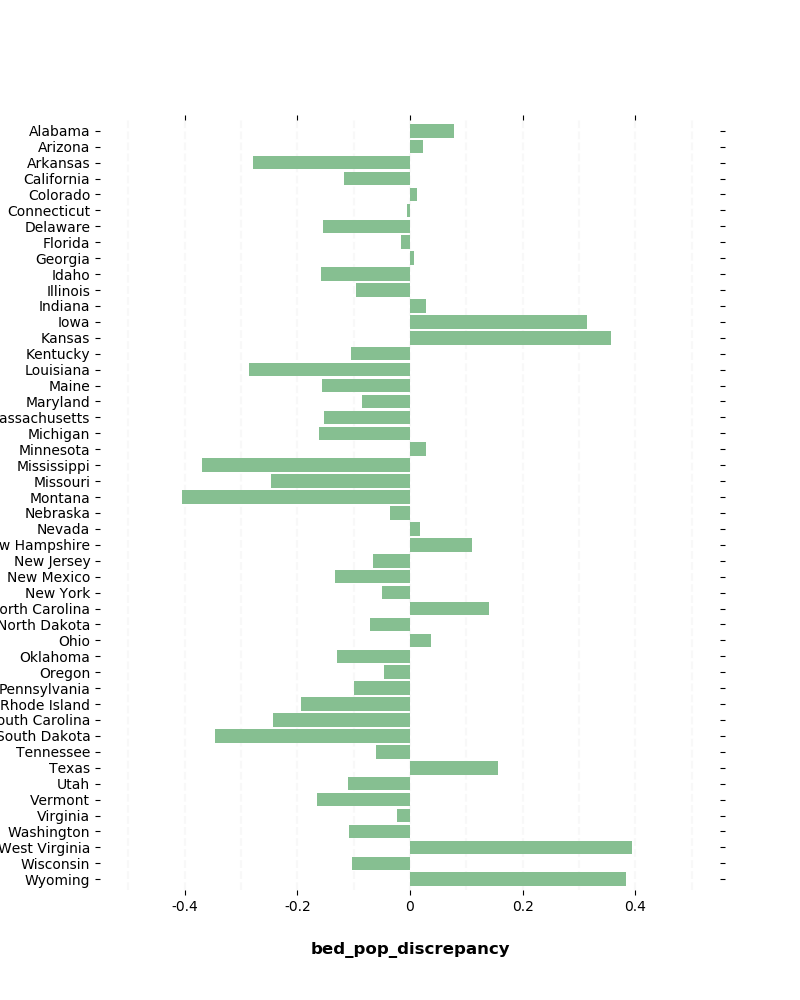 Alabama
Arizona
Arkansas
California
Colorado
Connecticut
Delaware
Florida
Georgia
Idaho
Illinois
Indiana
Iowa
Kansas
Kentucky
Louisiana
Maine
Maryland
assachusetts
Michigan
Minnesota
Mississippi
Missouri
Montana
Nebraska
Nevada
w Hampshire
New Jersey
New Mexico
New York
orth Carolina
North Dakota
Ohio
Oklahoma
Oregon
Pennsylvania
Rhode Island
outh Carolina
South Dakota
Tennessee
Texas
Utah
Vermont
Virginia
Washington
West Virginia
Wisconsin
Wyoming
-0.4 -0.2 0 0.2 0.4
bed_pop_discrepancy